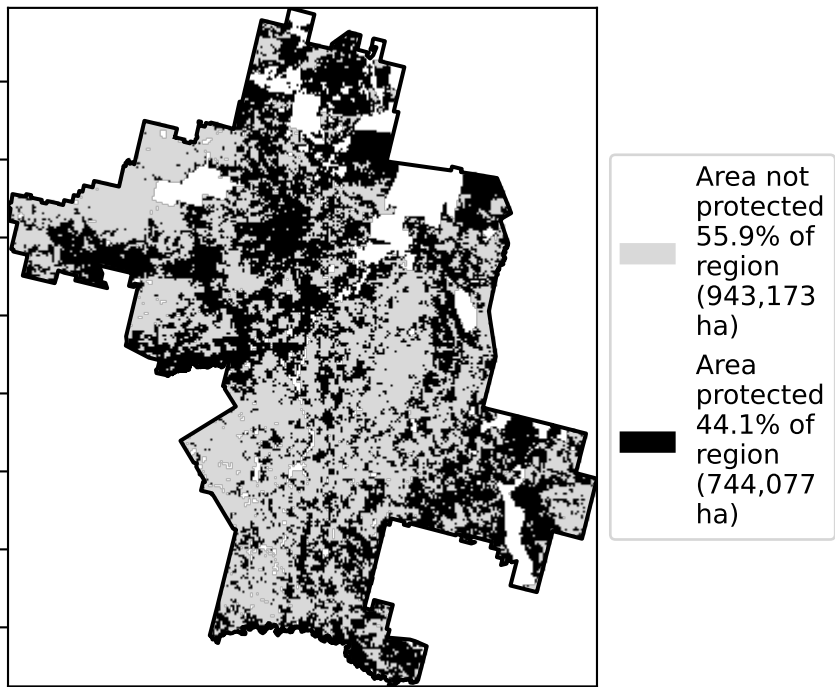 Area not
protected
55.9% of
region
(943,173
ha)
Area
protected
44.1% of
region
(744,077
ha)